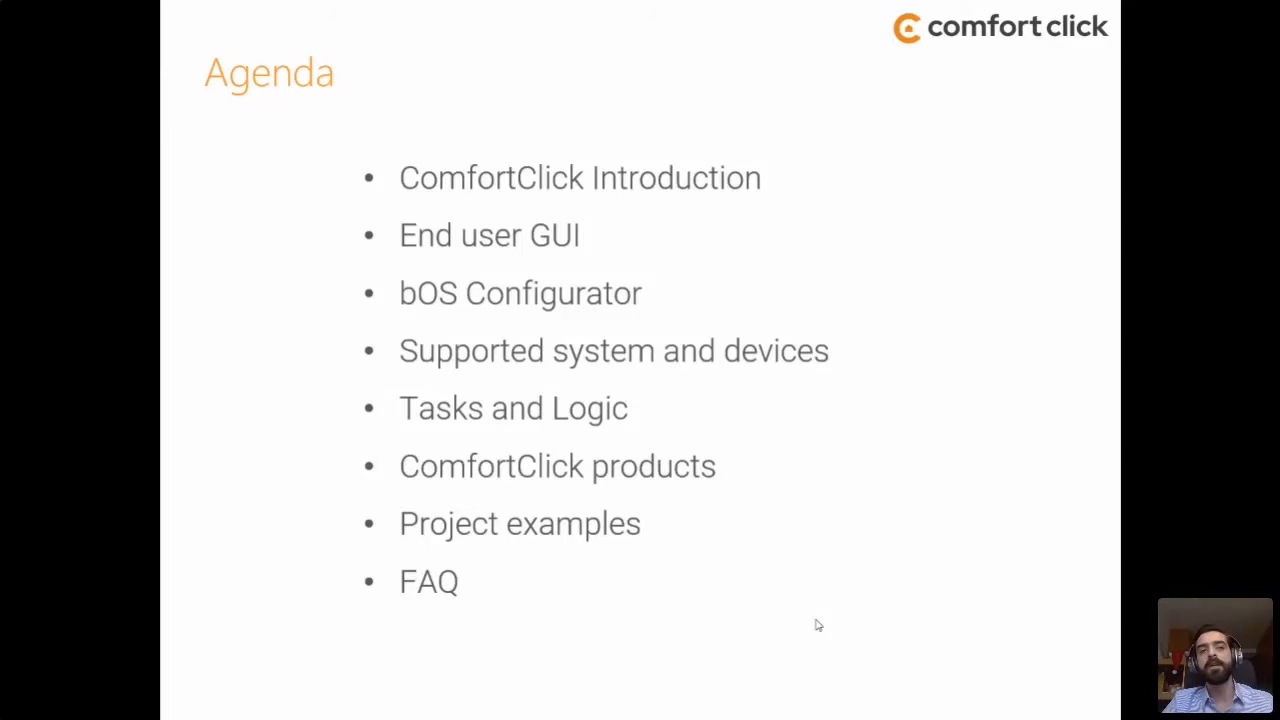 comfort click
Agenda
• ComfortClick Introduction
• End user GUI
• bOS Configurator
• Supported system and devices
• Tasks and Logic
• ComfortClick products
• Project examples
• FAQ